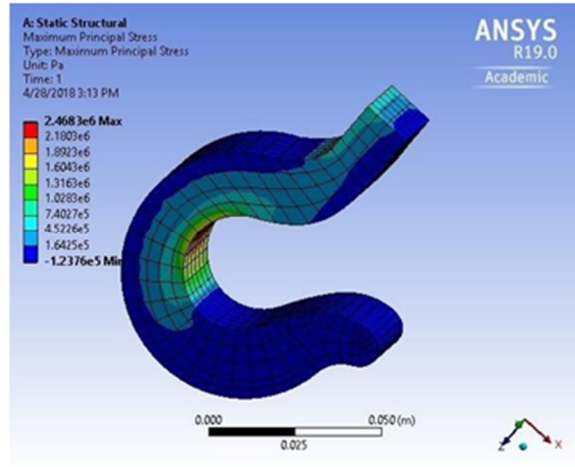 A: Static Structural
Maximum Principal Stress
Type: Maximum Principal Stress
Unit: Pa
Time: 1
4/28/2018 3:13 PM
ANSYS
R19.0
Academic
2.4683e6 Max
2.1803e6
1.8923e6
1.6043e6
1.3163e6
1.0283e6
7.4027e5
4.5226e5
1.6425e5
-1.2376e5 Min
0.000
0.050 (m)
0.025
Z
X